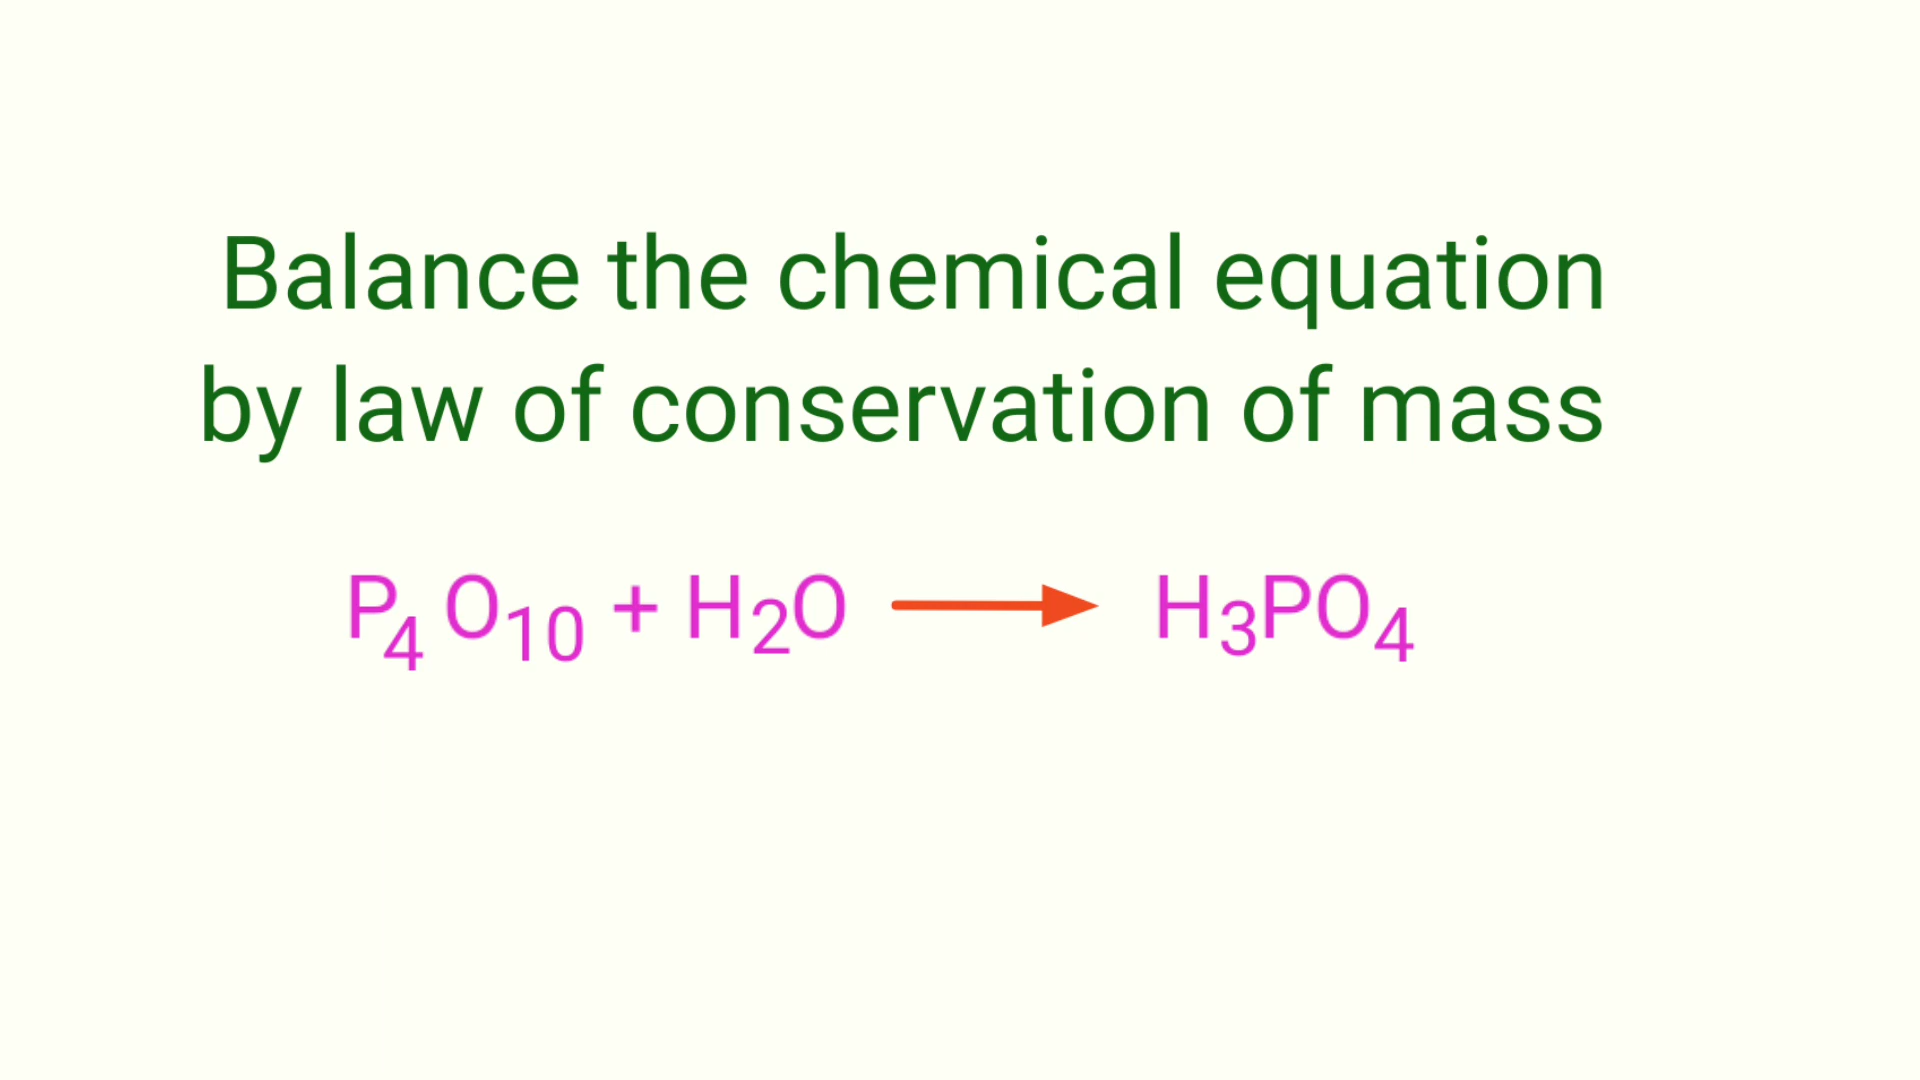 Balance the chemical equation
by law of conservation of mass
P₄ O₁₀ + H₂O ⟶ H₃PO₄